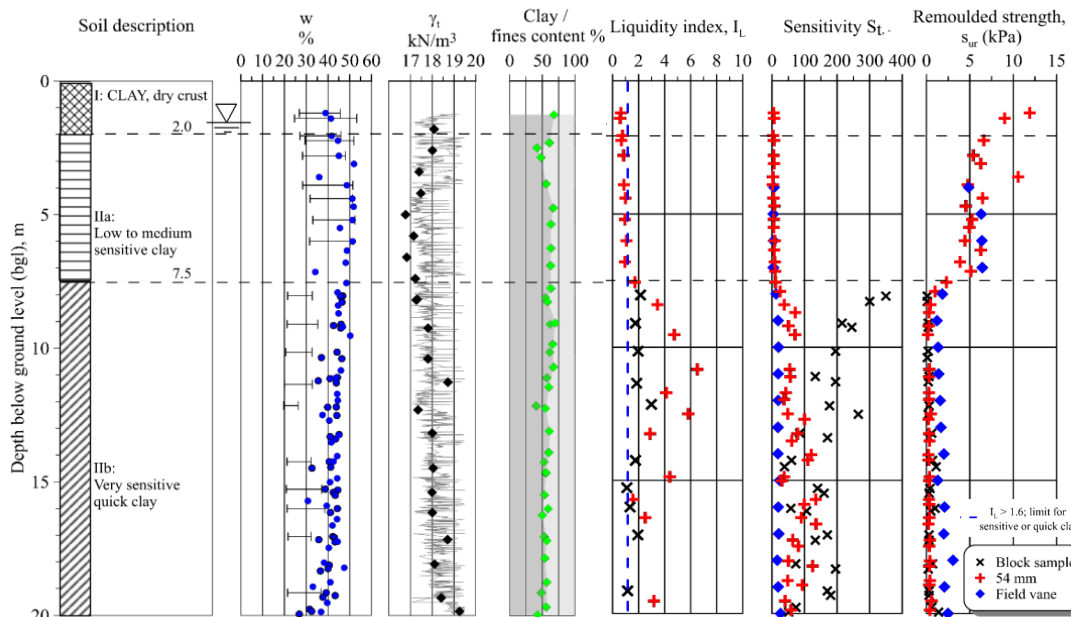 Soil description
w
%
γt
kN/m³
Clay /
fines content %
Liquidity index, IL
Sensitivity St, .
Remoulded strength,
sur (kPa)
0 10 20 30 40 50 60
17 18 19 20
0 50 100
0 2 4 6 8 10
0 100 200 300 400
0 5 10 15
Depth below ground level (bgl), m
0
5
10
15
20
I: CLAY, dry crust
2.0
IIa:
Low to medium
sensitive clay
7.5
IIb:
Very sensitive
quick clay
IL > 1.6; limit for
sensitive or quick cla
Block sample
54 mm
Field vane